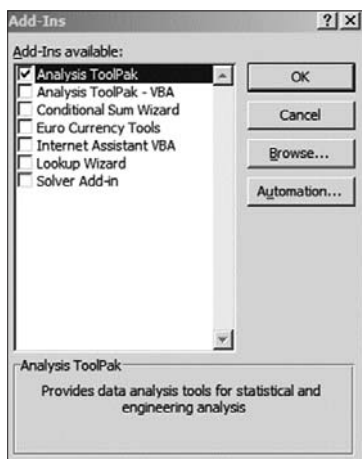 Add-Ins
Add-Ins available:
Analysis ToolPak
Analysis ToolPak - VBA
Conditional Sum Wizard
Euro Currency Tools
Internet Assistant VBA
Lookup Wizard
Solver Add-in
OK
Cancel
Browse...
Automation...
Analysis ToolPak
Provides data analysis tools for statistical and
engineering analysis